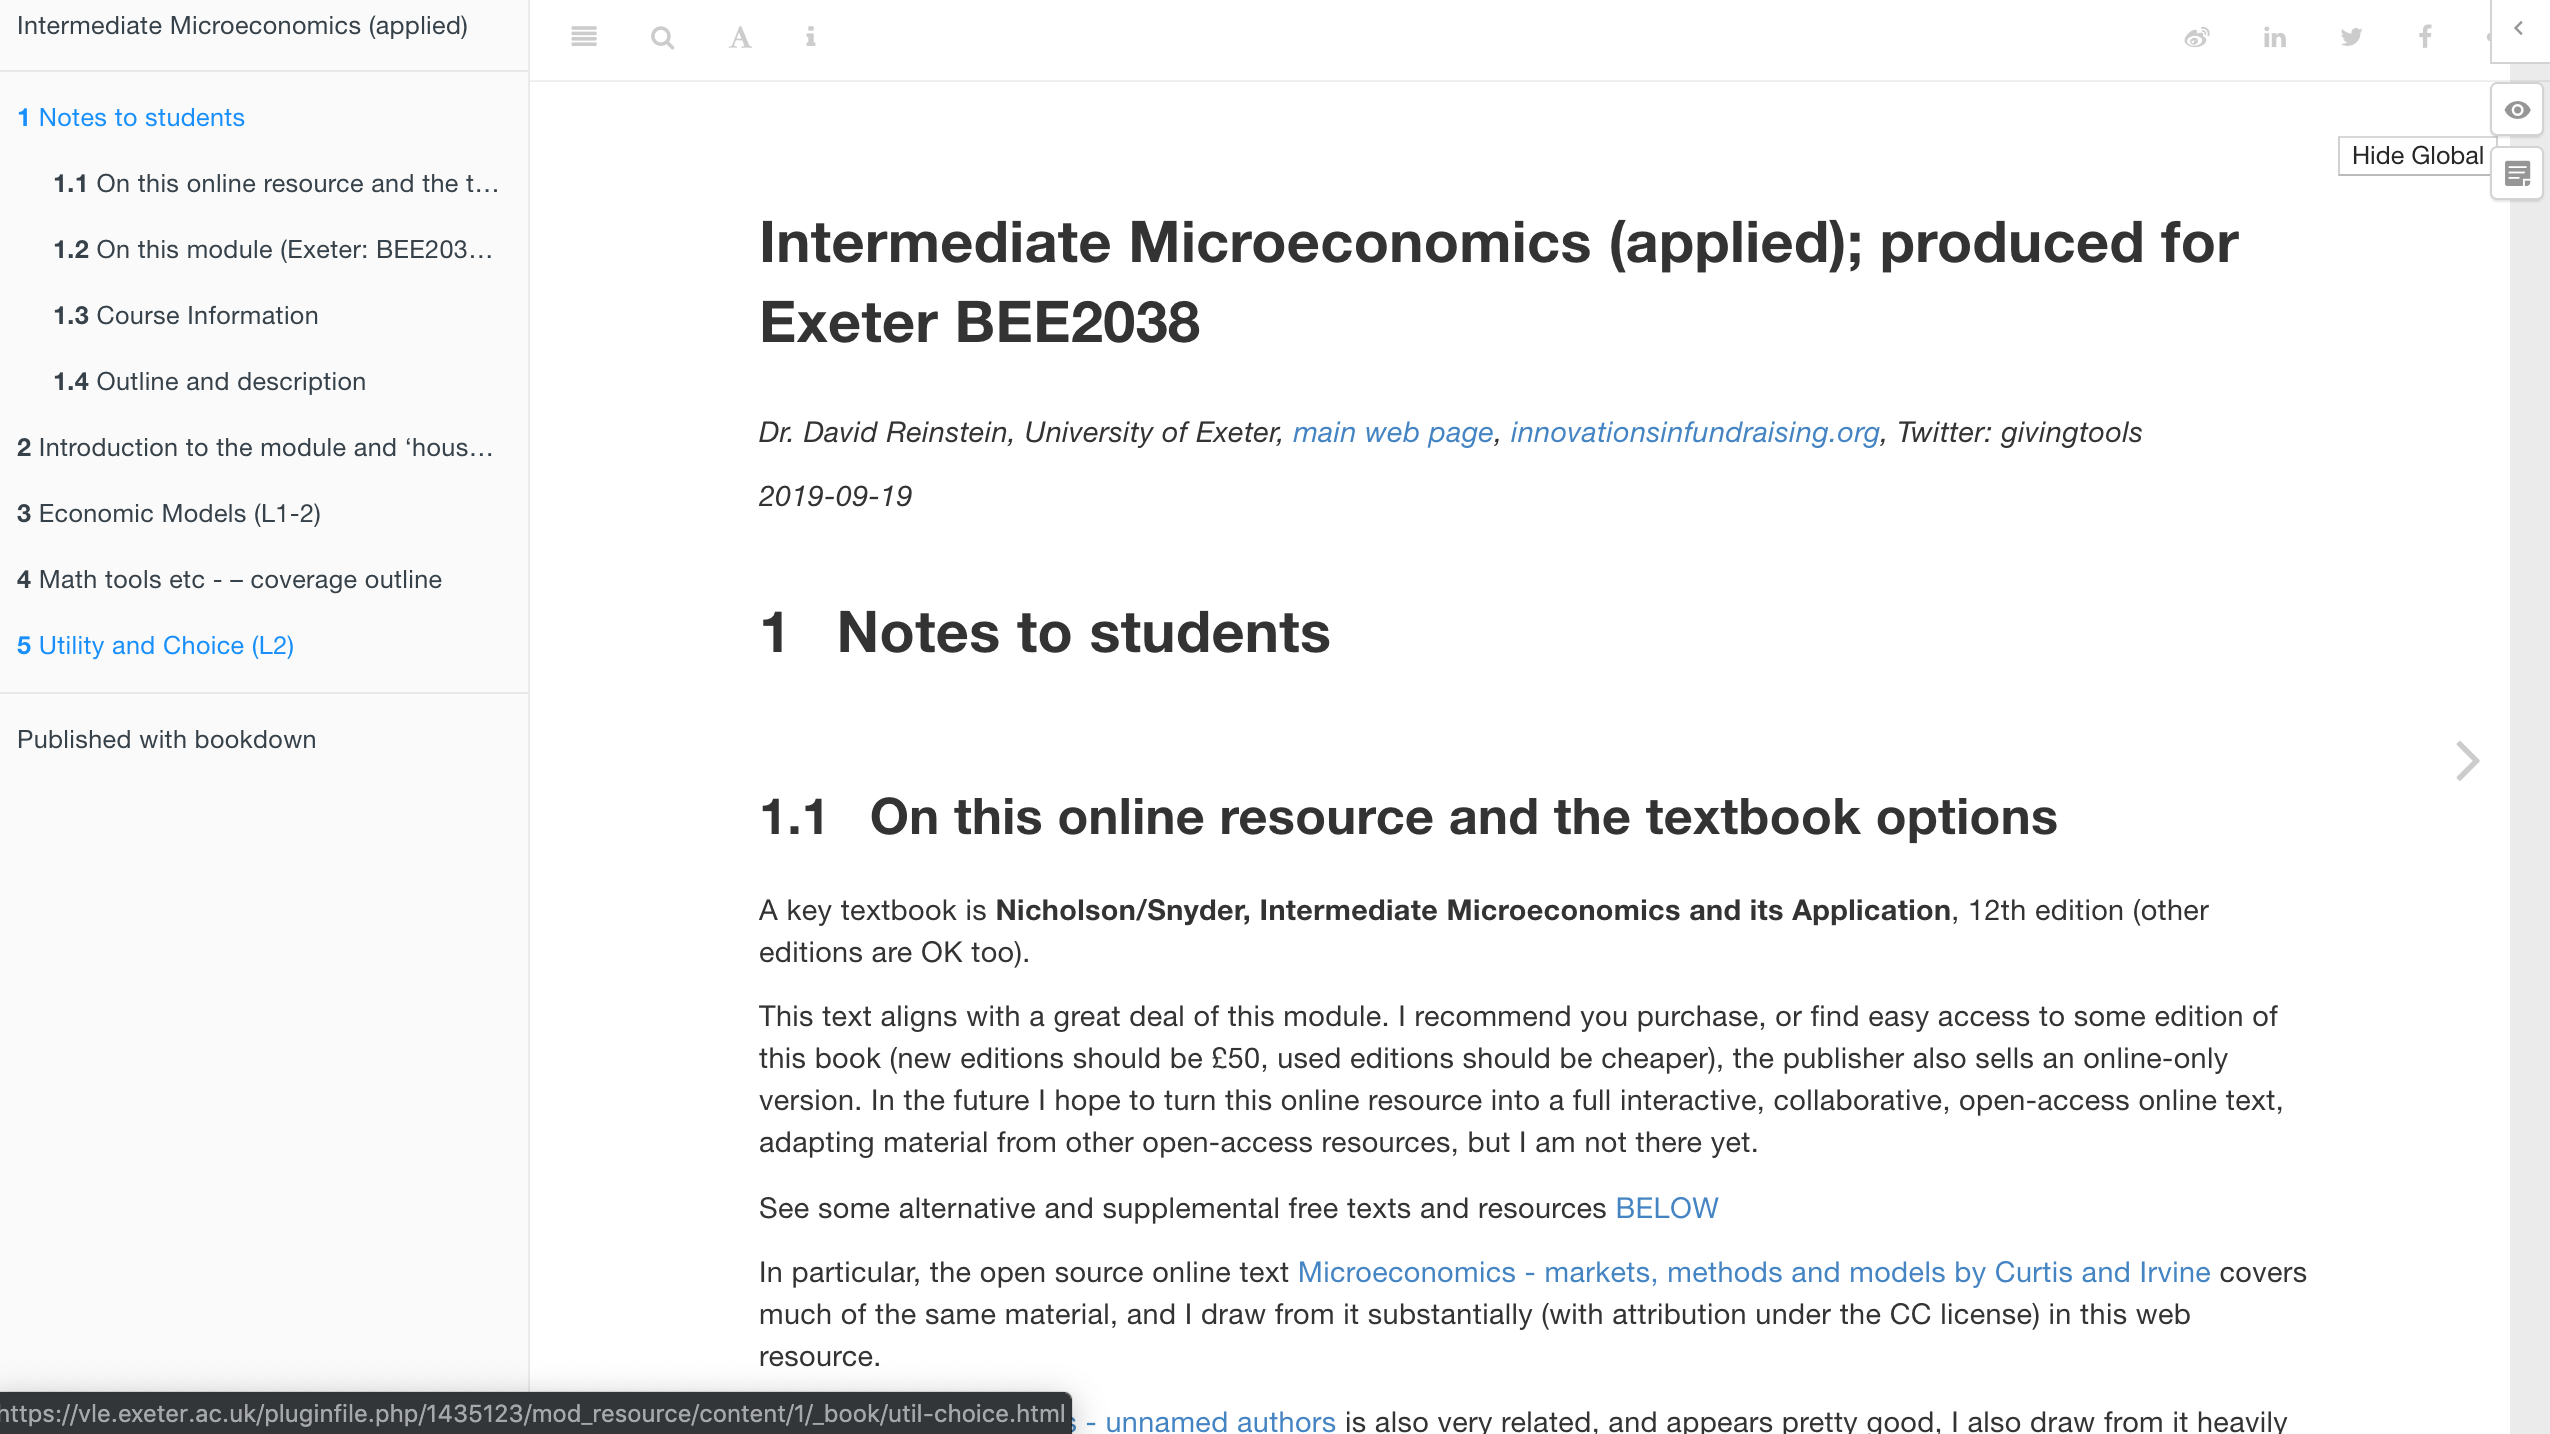 Intermediate Microeconomics (applied)
1 Notes to students
1.1 On this online resource and the t…
1.2 On this module (Exeter: BEE203…
1.3 Course Information
1.4 Outline and description
2 Introduction to the module and ‘hous…
3 Economic Models (L1-2)
4 Math tools etc - – coverage outline
5 Utility and Choice (L2)
Published with bookdown
Hide Global
Intermediate Microeconomics (applied); produced for
Exeter BEE2038
Dr. David Reinstein, University of Exeter, main web page, innovationsinfundraising.org, Twitter: givingtools
2019-09-19
1 Notes to students
1.1 On this online resource and the textbook options
A key textbook is Nicholson/Snyder, Intermediate Microeconomics and its Application, 12th edition (other
editions are OK too).
This text aligns with a great deal of this module. I recommend you purchase, or find easy access to some edition of
this book (new editions should be £50, used editions should be cheaper), the publisher also sells an online-only
version. In the future I hope to turn this online resource into a full interactive, collaborative, open-access online text,
adapting material from other open-access resources, but I am not there yet.
See some alternative and supplemental free texts and resources BELOW
In particular, the open source online text Microeconomics - markets, methods and models by Curtis and Irvine covers
much of the same material, and I draw from it substantially (with attribution under the CC license) in this web
resource.
- unnamed authors is also very related, and appears pretty good, I also draw from it heavily
https://vle.exeter.ac.uk/pluginfile.php/1435123/mod_resource/content/1/_book/util-choice.html